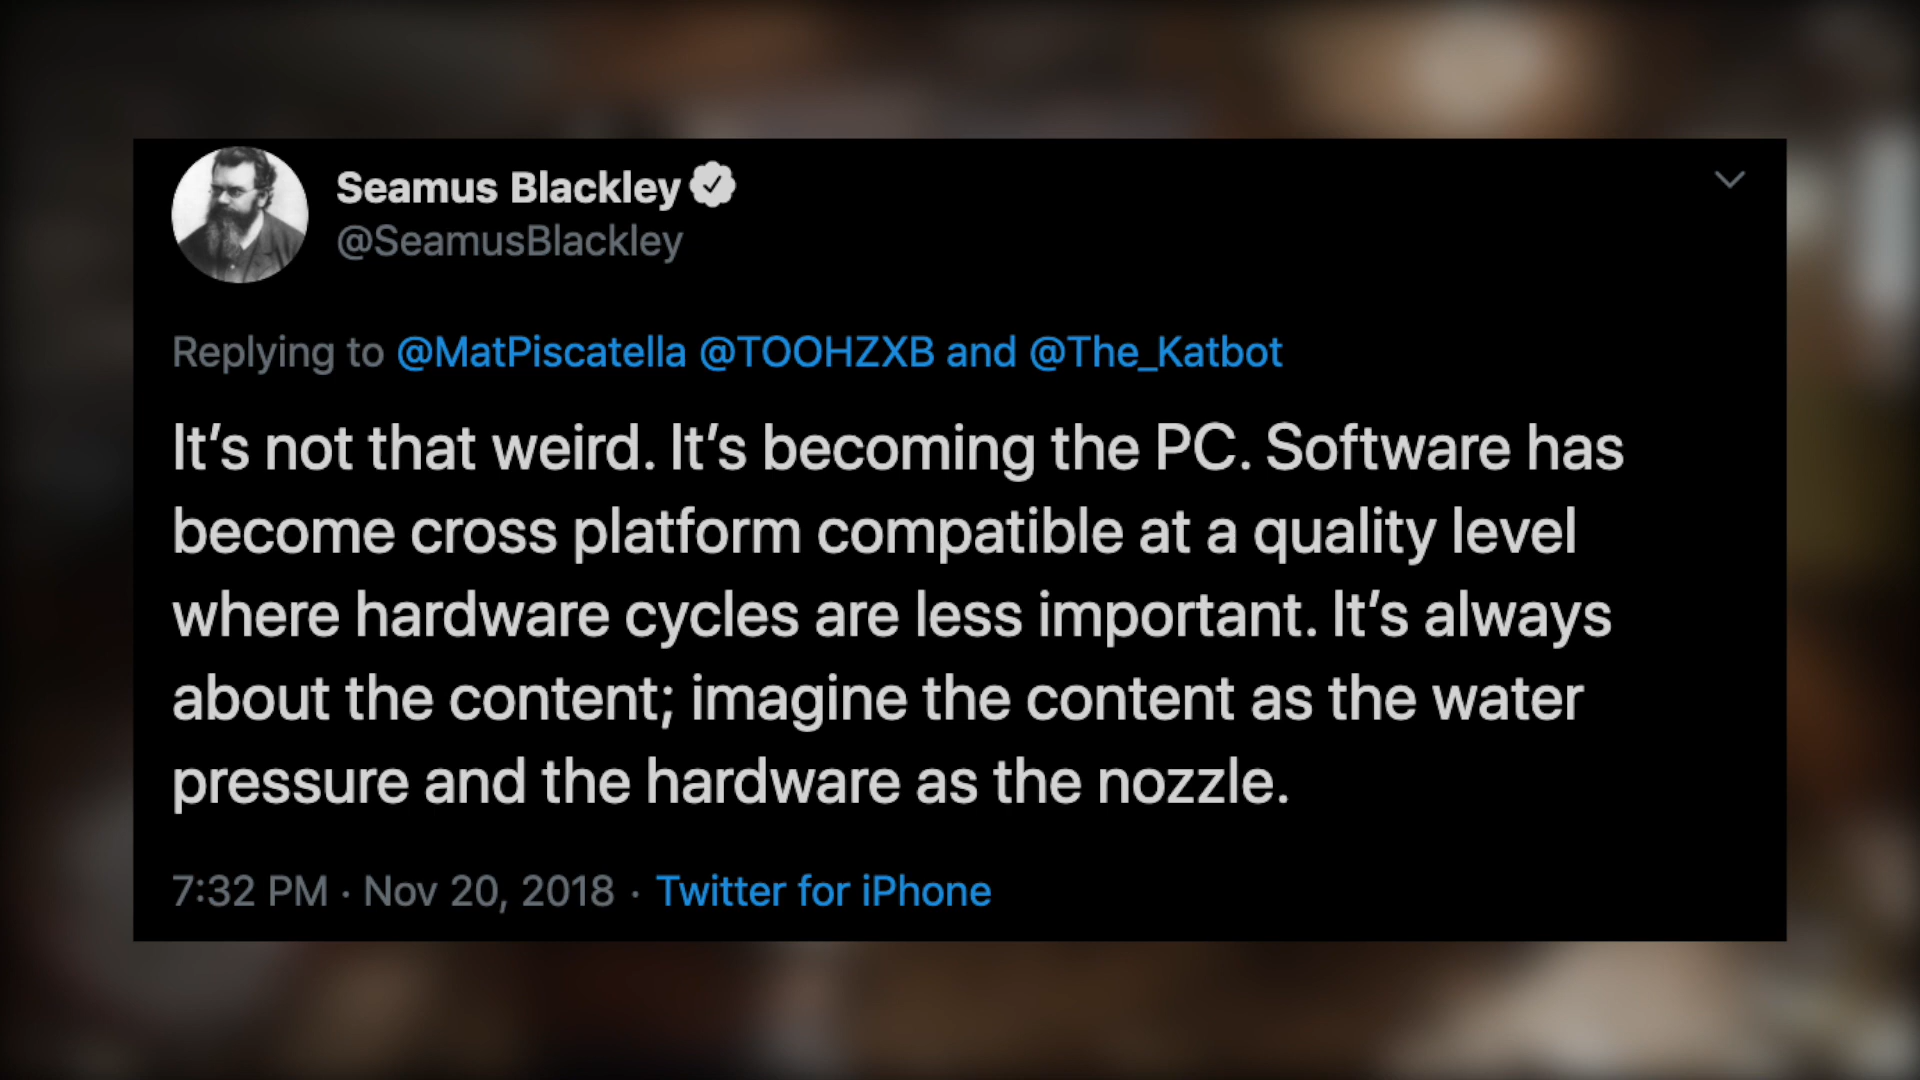 Seamus Blackley
@SeamusBlackley
Replying to @MatPiscatella @TOOHZXB and @The_Katbot
It’s not that weird. It’s becoming the PC. Software has
become cross platform compatible at a quality level
where hardware cycles are less important. It’s always
about the content; imagine the content as the water
pressure and the hardware as the nozzle.
7:32 PM · Nov 20, 2018 · Twitter for iPhone